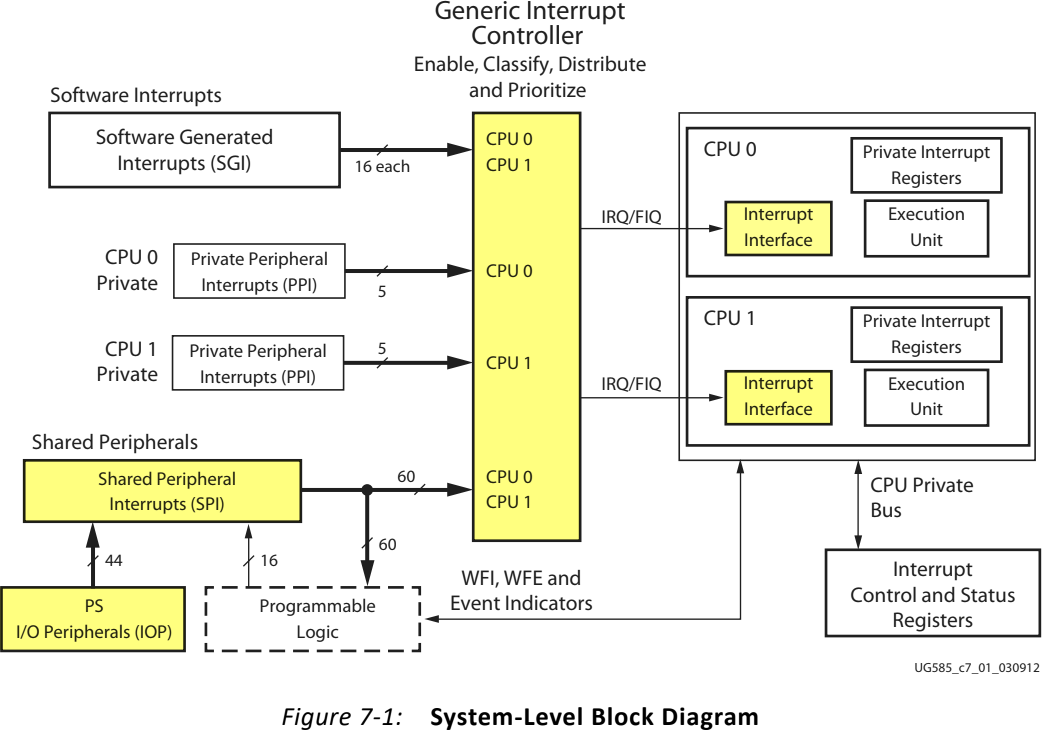 Generic Interrupt
Controller
Enable, Classify, Distribute
and Prioritize
Software Interrupts
Software Generated
Interrupts (SGI)
16 each
CPU 0
CPU 1
CPU 0
Private
Private Peripheral
Interrupts (PPI)
5
CPU 0
CPU 1
Private
Private Peripheral
Interrupts (PPI)
5
CPU 1
Shared Peripherals
Shared Peripheral
Interrupts (SPI)
60
CPU 0
CPU 1
44
16
60
PS
I/O Peripherals (IOP)
Programmable
Logic
WFI, WFE and
Event Indicators
IRQ/FIQ
CPU 0
Private Interrupt
Registers
Interrupt
Interface
Execution
Unit
IRQ/FIQ
CPU 1
Private Interrupt
Registers
Interrupt
Interface
Execution
Unit
CPU Private
Bus
Interrupt
Control and Status
Registers
UG585_c7_01_030912
Figure 7-1: System-Level Block Diagram